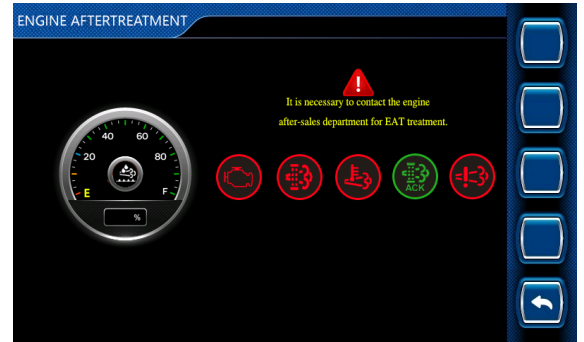 ENGINE AFTERTREATMENT
!
It is necessary to contact the engine
after-sales department for EAT treatment.
40 60
20 80
E F
%
ACK